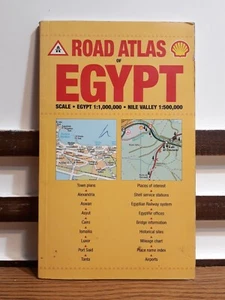 ROAD ATLAS
OF
EGYPT
SCALE • EGYPT 1:1,000,000 • NILE VALLEY 1:500,000
Town plans
Alexandria
Aswan
Asyut
Cairo
Ismailia
Luxor
Port Said
Tanta
Places of interest
Shell service stations
Egyptian Railway system
Egyptair offices
Bridge information
Historical sites
Mileage chart
Place name index
Airports